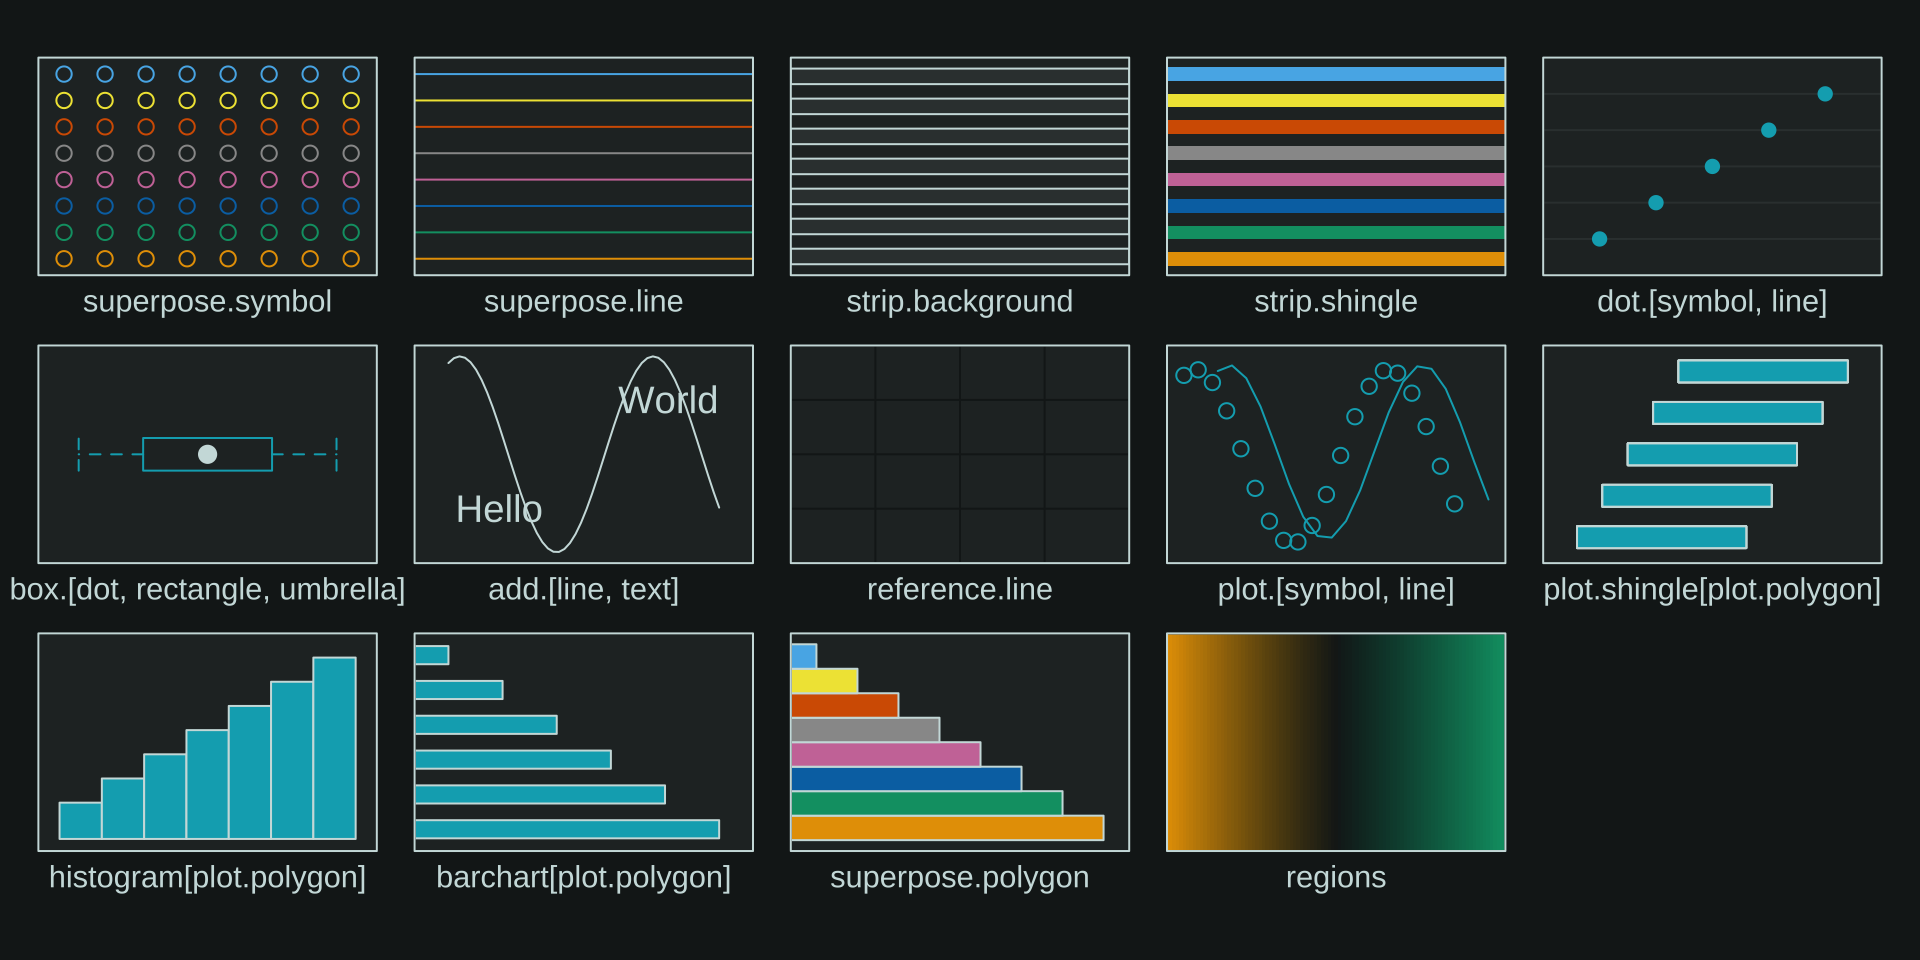 superpose.symbol
superpose.line
strip.background
strip.shingle
dot.[symbol, line]
World
Hello
box.[dot, rectangle, umbrella]
add.[line, text]
reference.line
plot.[symbol, line]
plot.shingle[plot.polygon]
histogram[plot.polygon]
barchart[plot.polygon]
superpose.polygon
regions